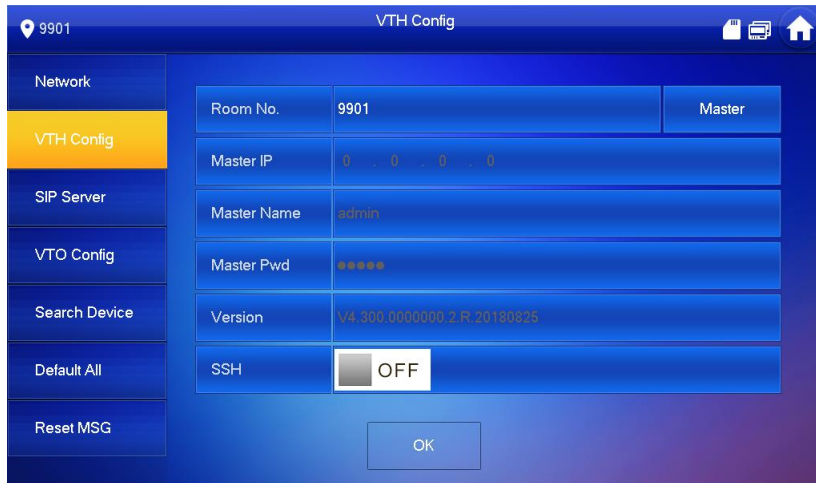 9901
VTH Config
Network
VTH Config
SIP Server
VTO Config
Search Device
Default All
Reset MSG
Room No. 9901 Master
Master IP 0 . 0 . 0 . 0
Master Name admin
Master Pwd ●●●●●
Version V4.300.0000000.2.R.20180825
SSH OFF
OK